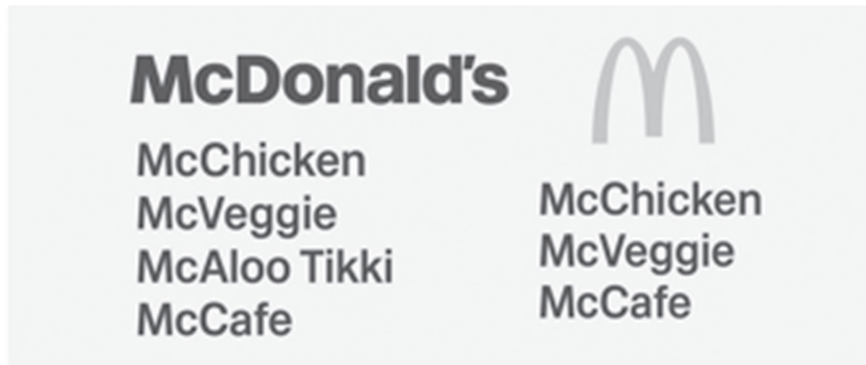 McDonald's
McChicken
McVeggie
McAloo Tikki
McCafe
McChicken
McVeggie
McCafe